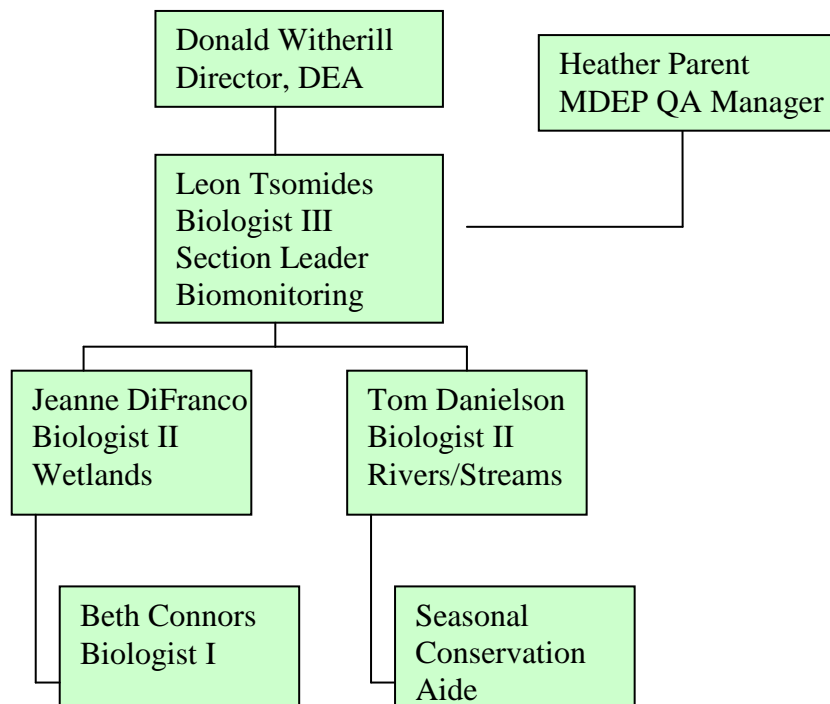 Donald Witherill
Director, DEA
Heather Parent
MDEP QA Manager
Leon Tsomides
Biologist III
Section Leader
Biomonitoring
Jeanne DiFranco
Biologist II
Wetlands
Tom Danielson
Biologist II
Rivers/Streams
Beth Connors
Biologist I
Seasonal
Conservation
Aide